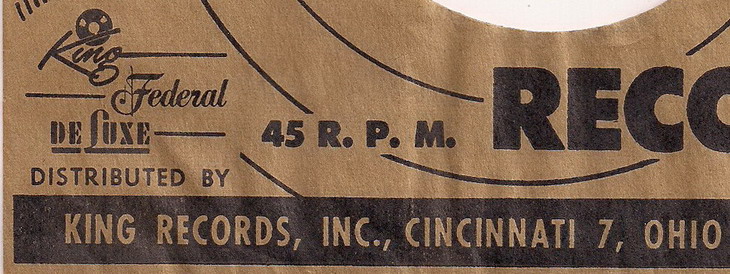 King
Federal
DE LUXE
45 R. P. M.
RECO
DISTRIBUTED BY
KING RECORDS, INC., CINCINNATI 7, OHIO